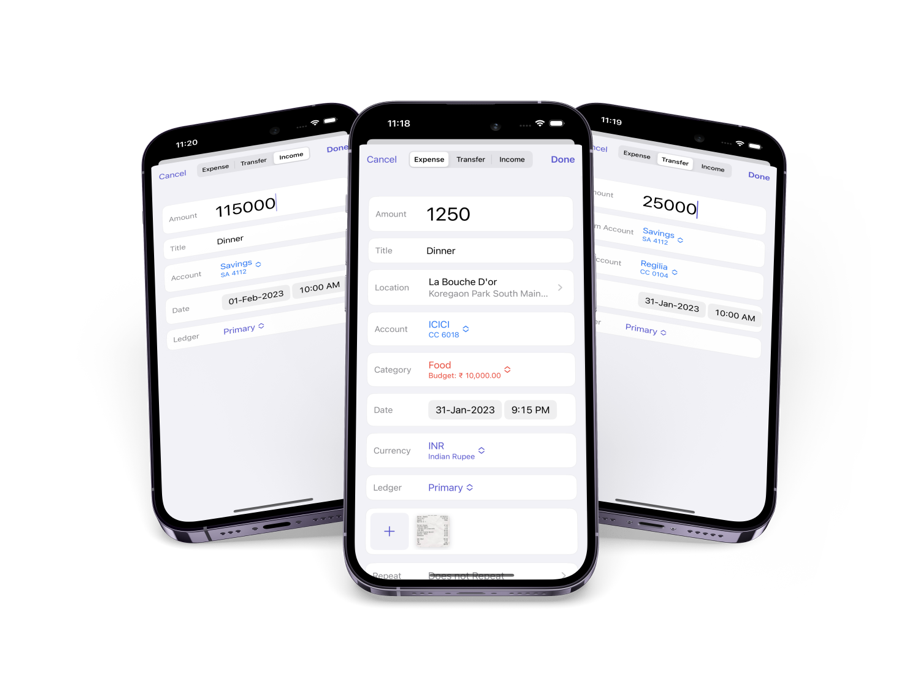 11:20
Cancel
Expense
Transfer
Income
Done
Amount
115000
Title
Dinner
Account
Savings
SA 4112
Date
01-Feb-2023
10:00 AM
Ledger
Primary
11:18
Cancel
Expense
Transfer
Income
Done
Amount
1250
Title
Dinner
Location
La Bouche D'or
Koregaon Park South Main...
Account
ICICI
CC 6018
Category
Food
Budget: ₹ 10,000.00
Date
31-Jan-2023
9:15 PM
Currency
INR
Indian Rupee
Ledger
Primary
+
Repeat
Does not Repeat
11:19
ncel
Expense
Transfer
Income
Done
nount
25000
m Account
Savings
SA 4112
ccount
Regilia
CC 0104
31-Jan-2023
10:00 AM
er
Primary